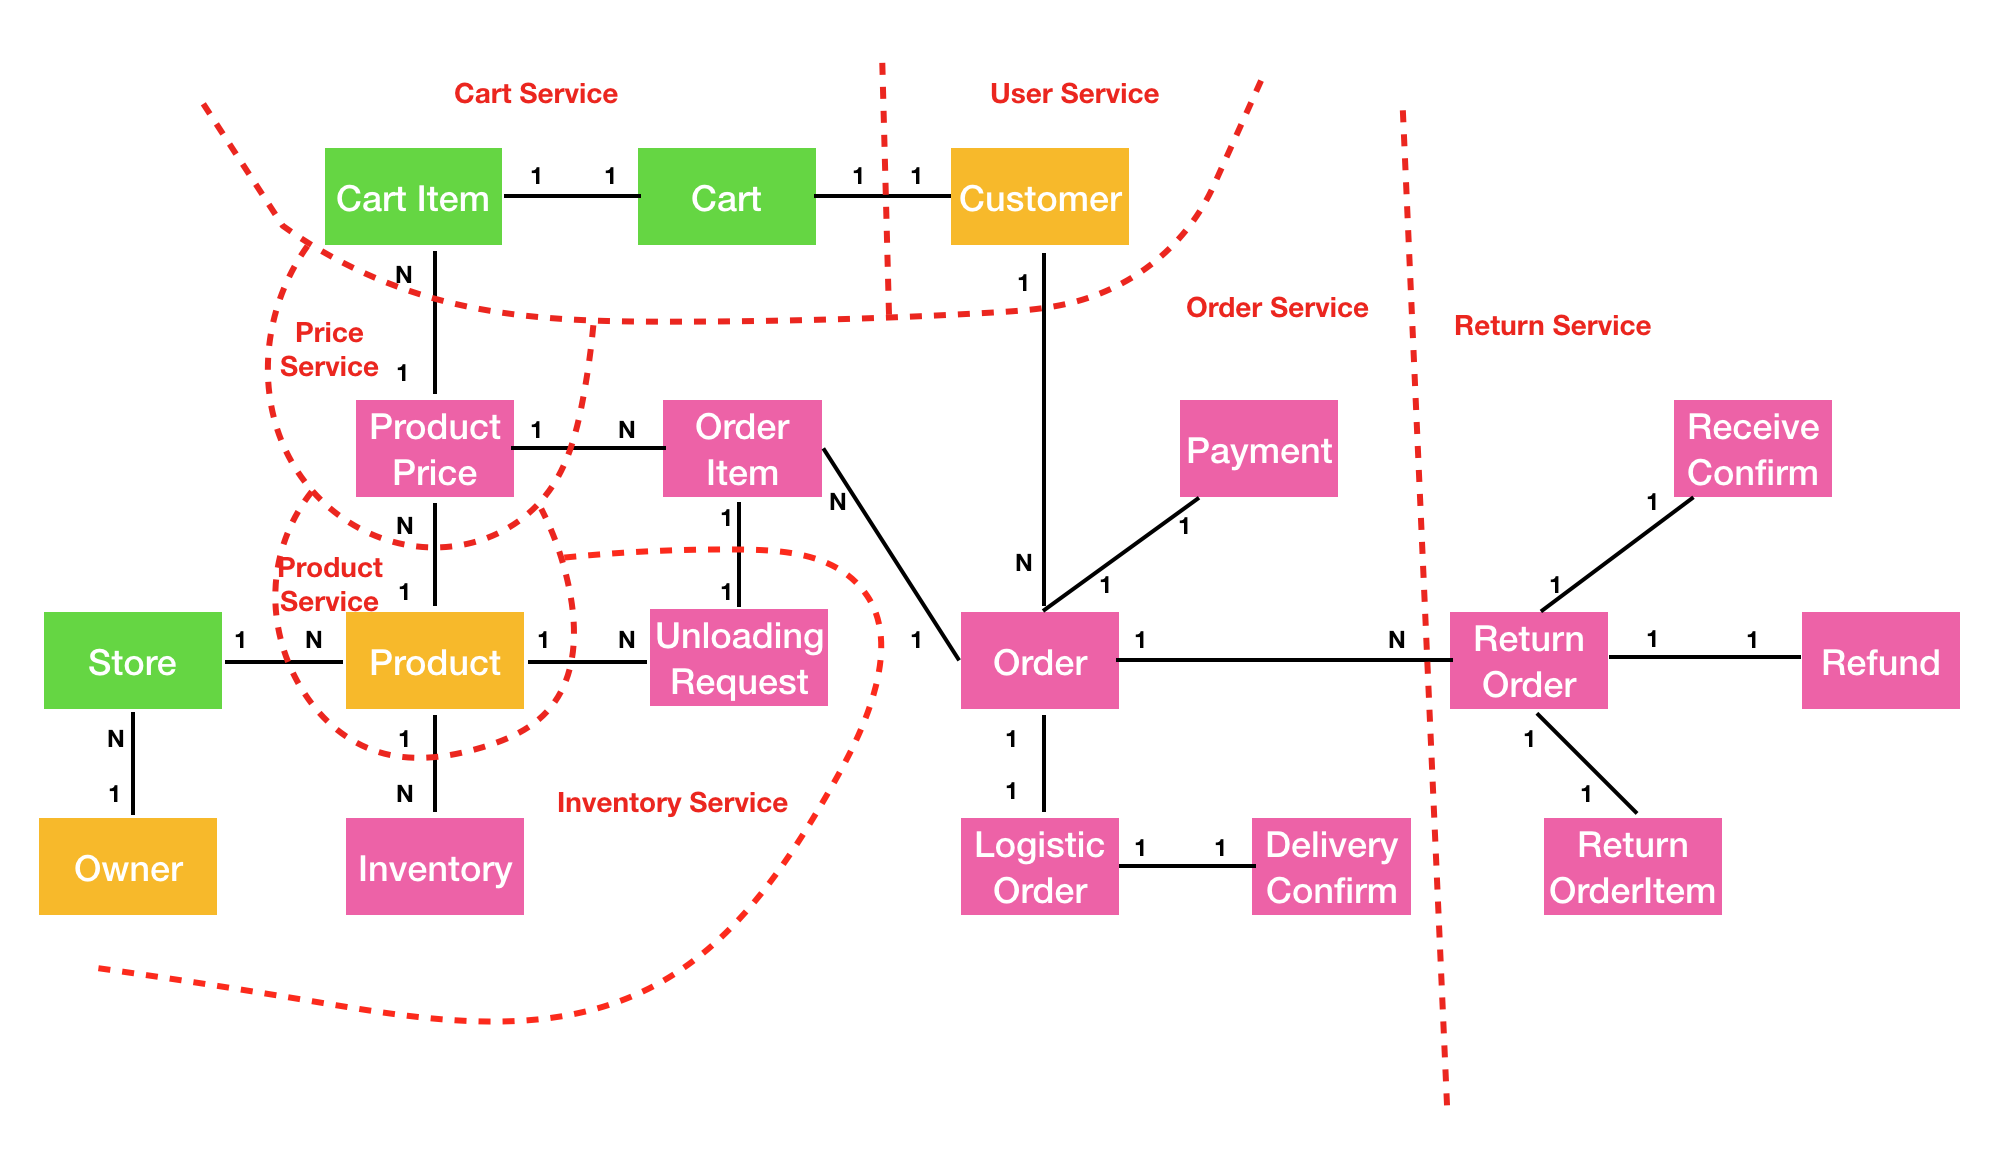 Cart Service
User Service
Cart Item
1
1
Cart
1
1
Customer
N
1
Order Service
Return Service
Price
Service
1
Product
Price
1
N
Order
Item
Payment
Receive
Confirm
N
1
N
1
1
N
1
1
1
1
Product
Service
Store
1
N
Product
1
N
Unloading
Request
1
Order
1
N
Return
Order
1
1
Refund
N
1
1
1
1
N
1
1
Inventory Service
Owner
Inventory
Logistic
Order
1
1
Delivery
Confirm
Return
OrderItem